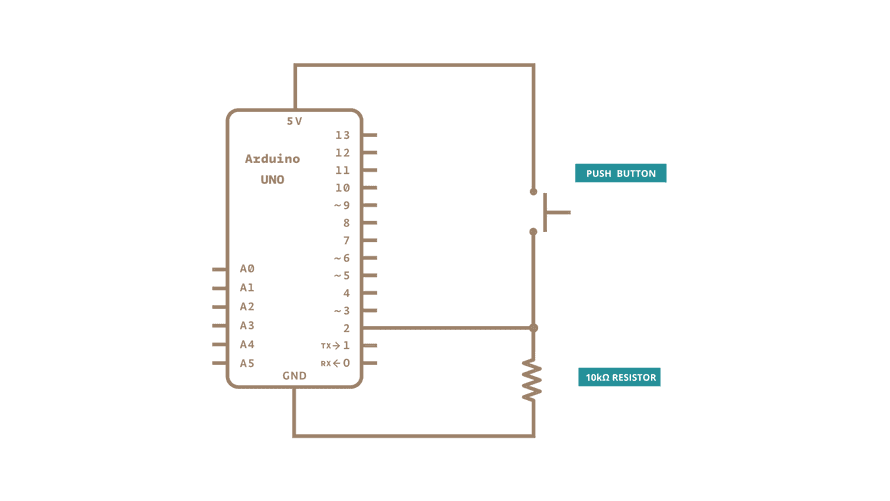 5V
Arduino
UNO
13
12
11
10
~9
8
7
~6
~5
4
~3
2
TX→1
RX←0
A0
A1
A2
A3
A4
A5
GND
PUSH BUTTON
10kΩ RESISTOR